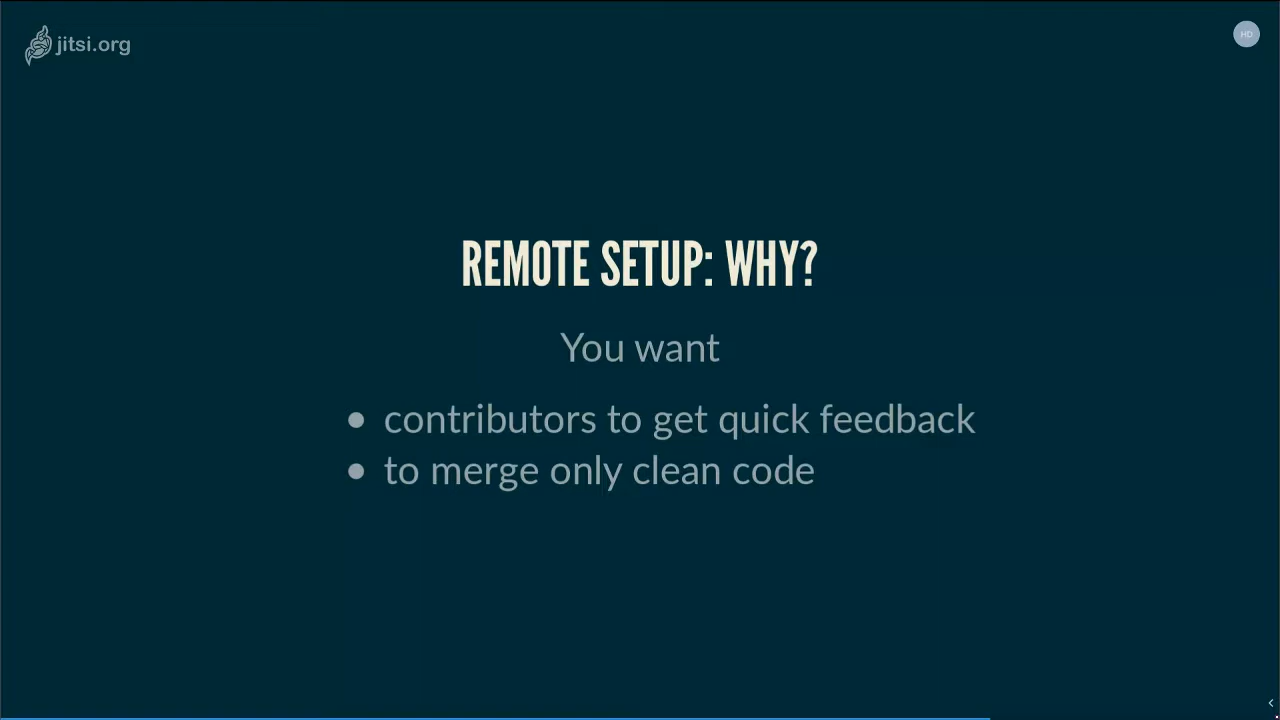 jitsi.org
HD
REMOTE SETUP: WHY?
You want
• contributors to get quick feedback
• to merge only clean code